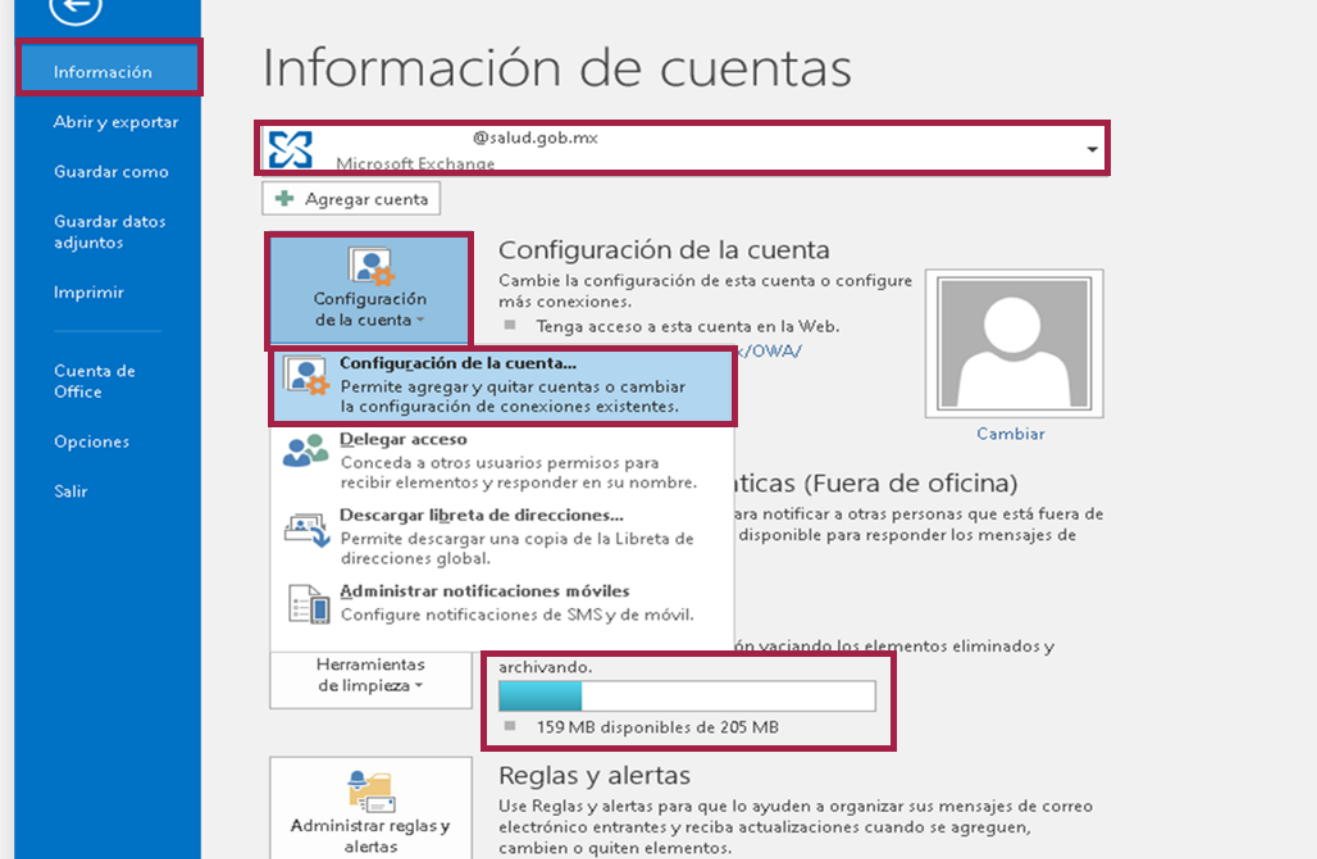 Información
Abrir y exportar
Guardar como
Guardar datos
adjuntos
Imprimir
Cuenta de
Office
Opciones
Salir
Información de cuentas
@salud.gob.mx
Microsoft Exchange
Agregar cuenta
Configuración
de la cuenta
Configuración de la cuenta
Cambie la configuración de esta cuenta o configure
más conexiones.
Tenga acceso a esta cuenta en la Web.
/OWA/
Cambiar
Configuración de la cuenta...
Permite agregar y quitar cuentas o cambiar
la configuración de conexiones existentes.
Delegar acceso
Conceda a otros usuarios permisos para
recibir elementos y responder en su nombre.
Descargar libreta de direcciones...
Permite descargar una copia de la Libreta de
direcciones global.
Administrar notificaciones móviles
Configure notificaciones de SMS y de móvil.
ticas (Fuera de oficina)
ara notificar a otras personas que está fuera de
disponible para responder los mensajes de
Herramientas
de limpieza
ón vaciando los elementos eliminados y
archivando.
159 MB disponibles de 205 MB
Administrar reglas y
alertas
Reglas y alertas
Use Reglas y alertas para que lo ayuden a organizar sus mensajes de correo
electrónico entrantes y reciba actualizaciones cuando se agreguen,
cambien o quiten elementos.